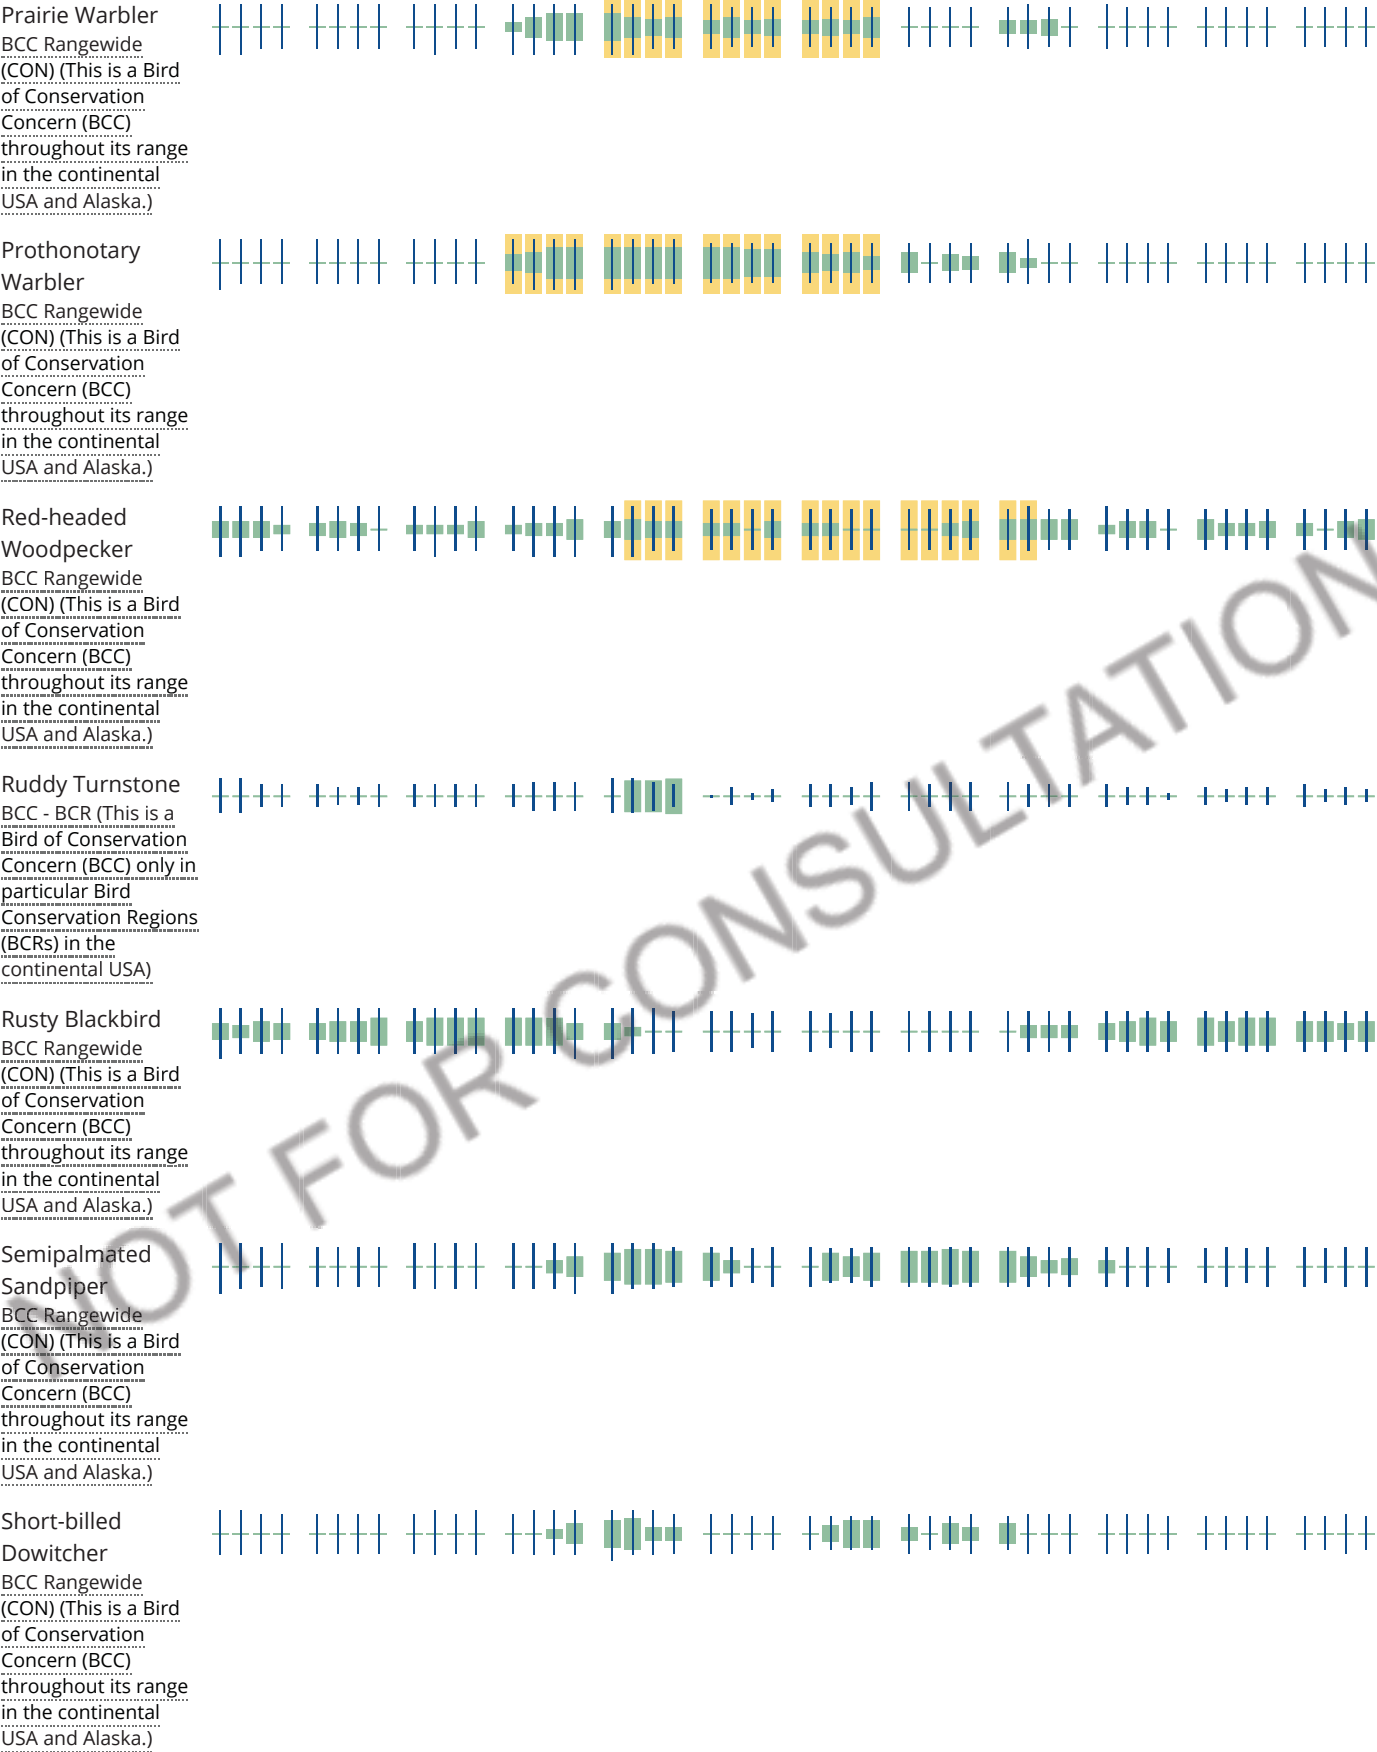 Prairie Warbler
BCC Rangewide
(CON) (This is a Bird
of Conservation
Concern (BCC)
throughout its range
in the continental
USA and Alaska.)
Prothonotary
Warbler
BCC Rangewide
(CON) (This is a Bird
of Conservation
Concern (BCC)
throughout its range
in the continental
USA and Alaska.)
Red-headed
Woodpecker
BCC Rangewide
(CON) (This is a Bird
of Conservation
Concern (BCC)
throughout its range
in the continental
USA and Alaska.)
Ruddy Turnstone
BCC - BCR (This is a
Bird of Conservation
Concern (BCC) only in
particular Bird
Conservation Regions
(BCRs) in the
continental USA)
Rusty Blackbird
BCC Rangewide
(CON) (This is a Bird
of Conservation
Concern (BCC)
throughout its range
in the continental
USA and Alaska.)
Semipalmated
Sandpiper
BCC Rangewide
(CON) (This is a Bird
of Conservation
Concern (BCC)
throughout its range
in the continental
USA and Alaska.)
Short-billed
Dowitcher
BCC Rangewide
(CON) (This is a Bird
of Conservation
Concern (BCC)
throughout its range
in the continental
USA and Alaska.)
NOT FOR CONSULTATION